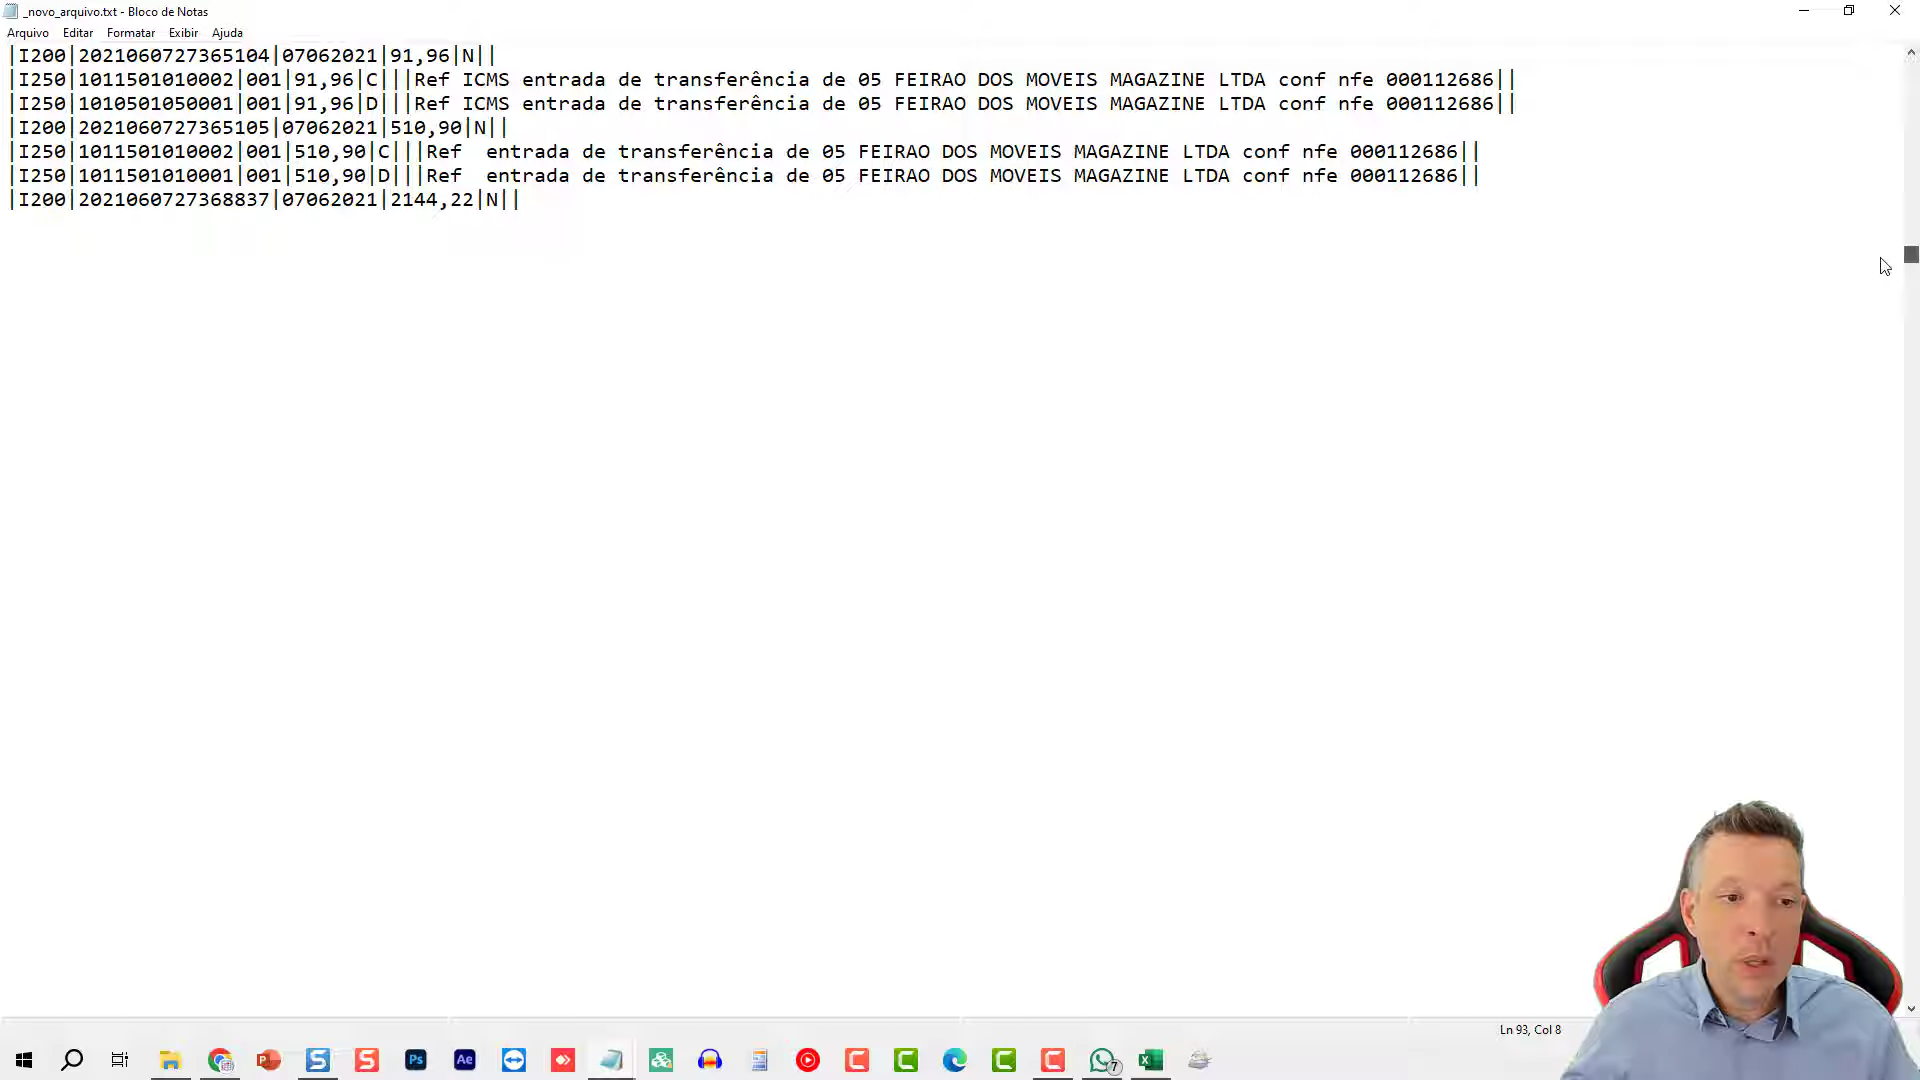 _novo_arquivo.txt - Bloco de Notas
Arquivo Editar Formatar Exibir Ajuda
|I200|2021060727365104|07062021|91,96|N||
|I250|1011501010002|001|91,96|C|||Ref ICMS entrada de transferência de 05 FEIRAO DOS MOVEIS MAGAZINE LTDA conf nfe 000112686||
|I250|1010501050001|001|91,96|D|||Ref ICMS entrada de transferência de 05 FEIRAO DOS MOVEIS MAGAZINE LTDA conf nfe 000112686||
|I200|2021060727365105|07062021|510,90|N||
|I250|1011501010002|001|510,90|C|||Ref  entrada de transferência de 05 FEIRAO DOS MOVEIS MAGAZINE LTDA conf nfe 000112686||
|I250|1011501010001|001|510,90|D|||Ref  entrada de transferência de 05 FEIRAO DOS MOVEIS MAGAZINE LTDA conf nfe 000112686||
|I200|2021060727368837|07062021|2144,22|N||
Ln 93, Col 8
P S S Ps Ae C C C C 7 X